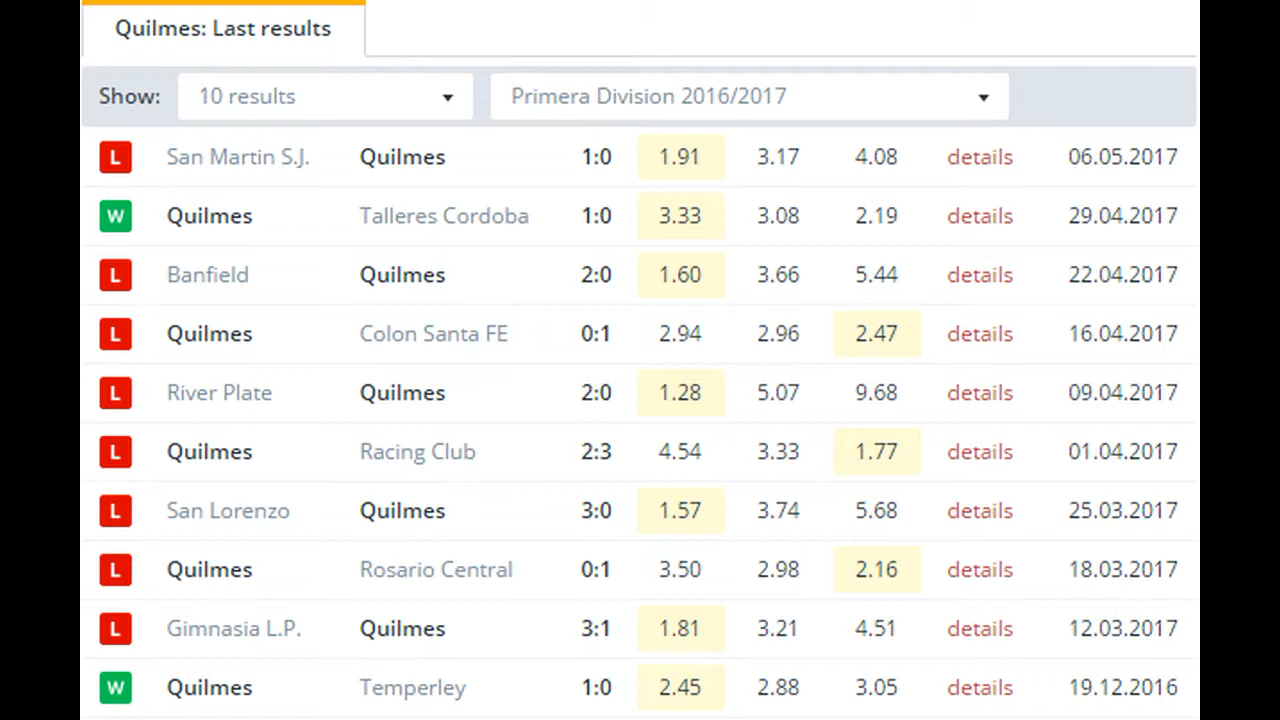 Quilmes: Last results
Show: 10 results Primera Division 2016/2017
L San Martin S.J. Quilmes 1:0 1.91 3.17 4.08 details 06.05.2017
W Quilmes Talleres Cordoba 1:0 3.33 3.08 2.19 details 29.04.2017
L Banfield Quilmes 2:0 1.60 3.66 5.44 details 22.04.2017
L Quilmes Colon Santa FE 0:1 2.94 2.96 2.47 details 16.04.2017
L River Plate Quilmes 2:0 1.28 5.07 9.68 details 09.04.2017
L Quilmes Racing Club 2:3 4.54 3.33 1.77 details 01.04.2017
L San Lorenzo Quilmes 3:0 1.57 3.74 5.68 details 25.03.2017
L Quilmes Rosario Central 0:1 3.50 2.98 2.16 details 18.03.2017
L Gimnasia L.P. Quilmes 3:1 1.81 3.21 4.51 details 12.03.2017
W Quilmes Temperley 1:0 2.45 2.88 3.05 details 19.12.2016